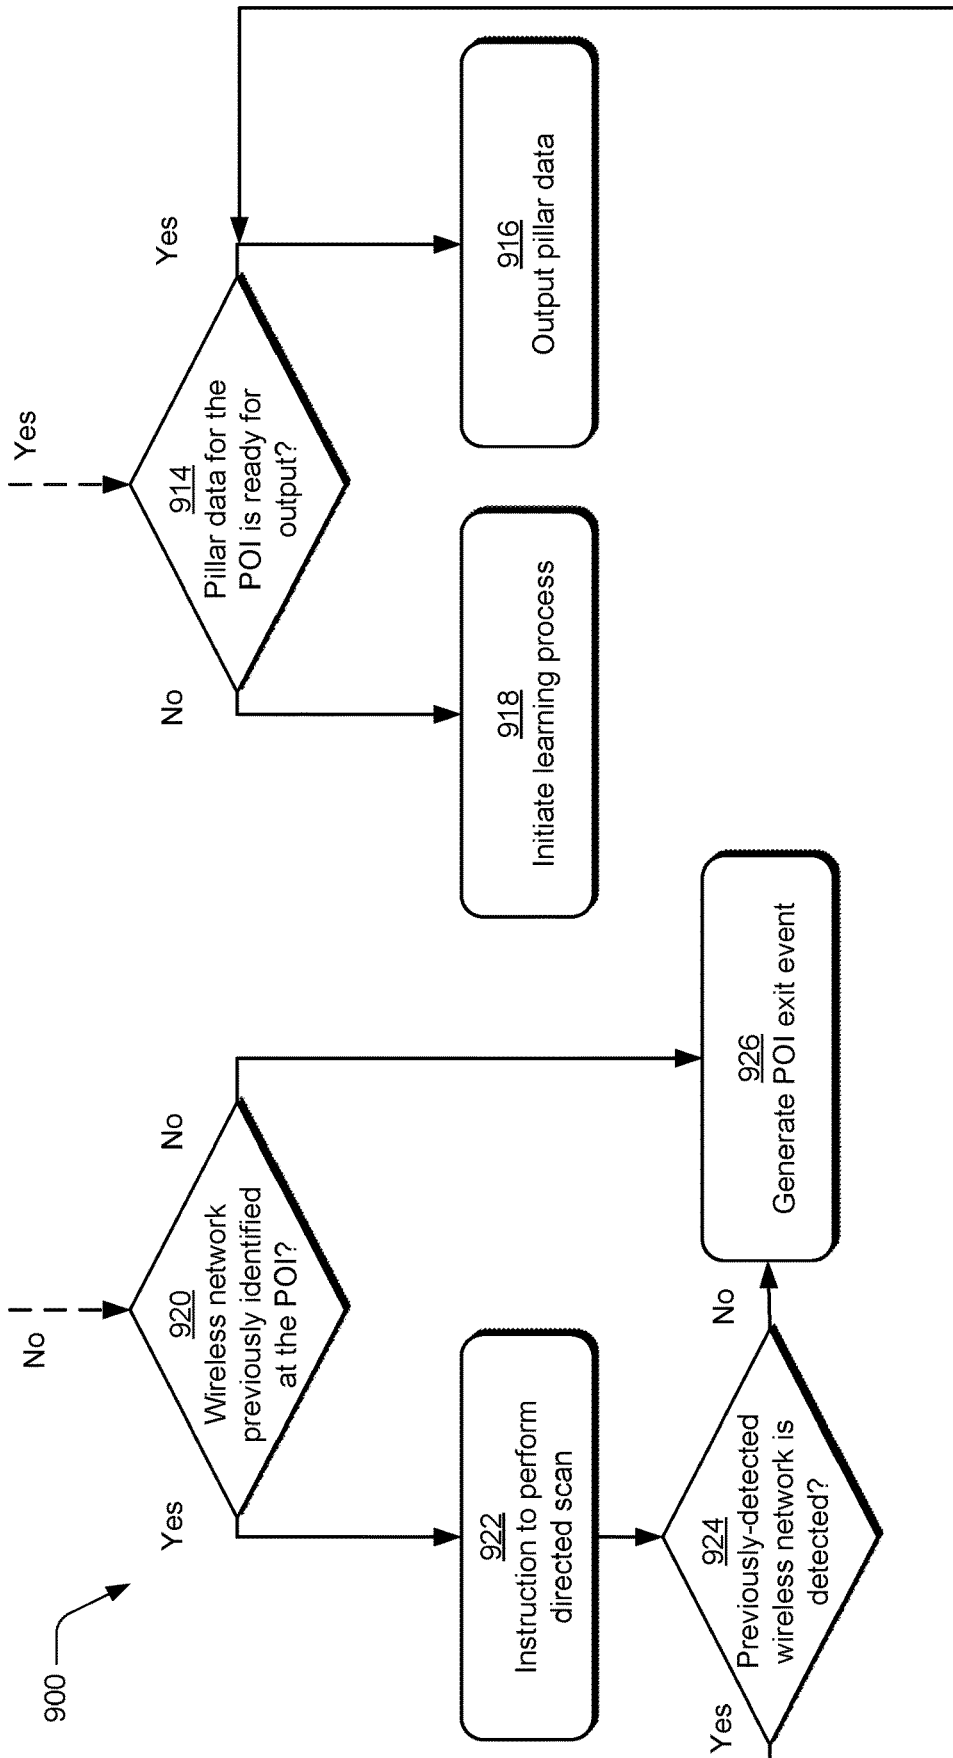 900
No
920
Wireless network
previously identified
at the POI?
Yes
No
922
Instruction to perform
directed scan
924
Previously-detected
wireless network is
detected?
Yes
No
926
Generate POI exit event
Yes
914
Pillar data for the
POI is ready for
output?
No
Yes
918
Initiate learning process
916
Output pillar data